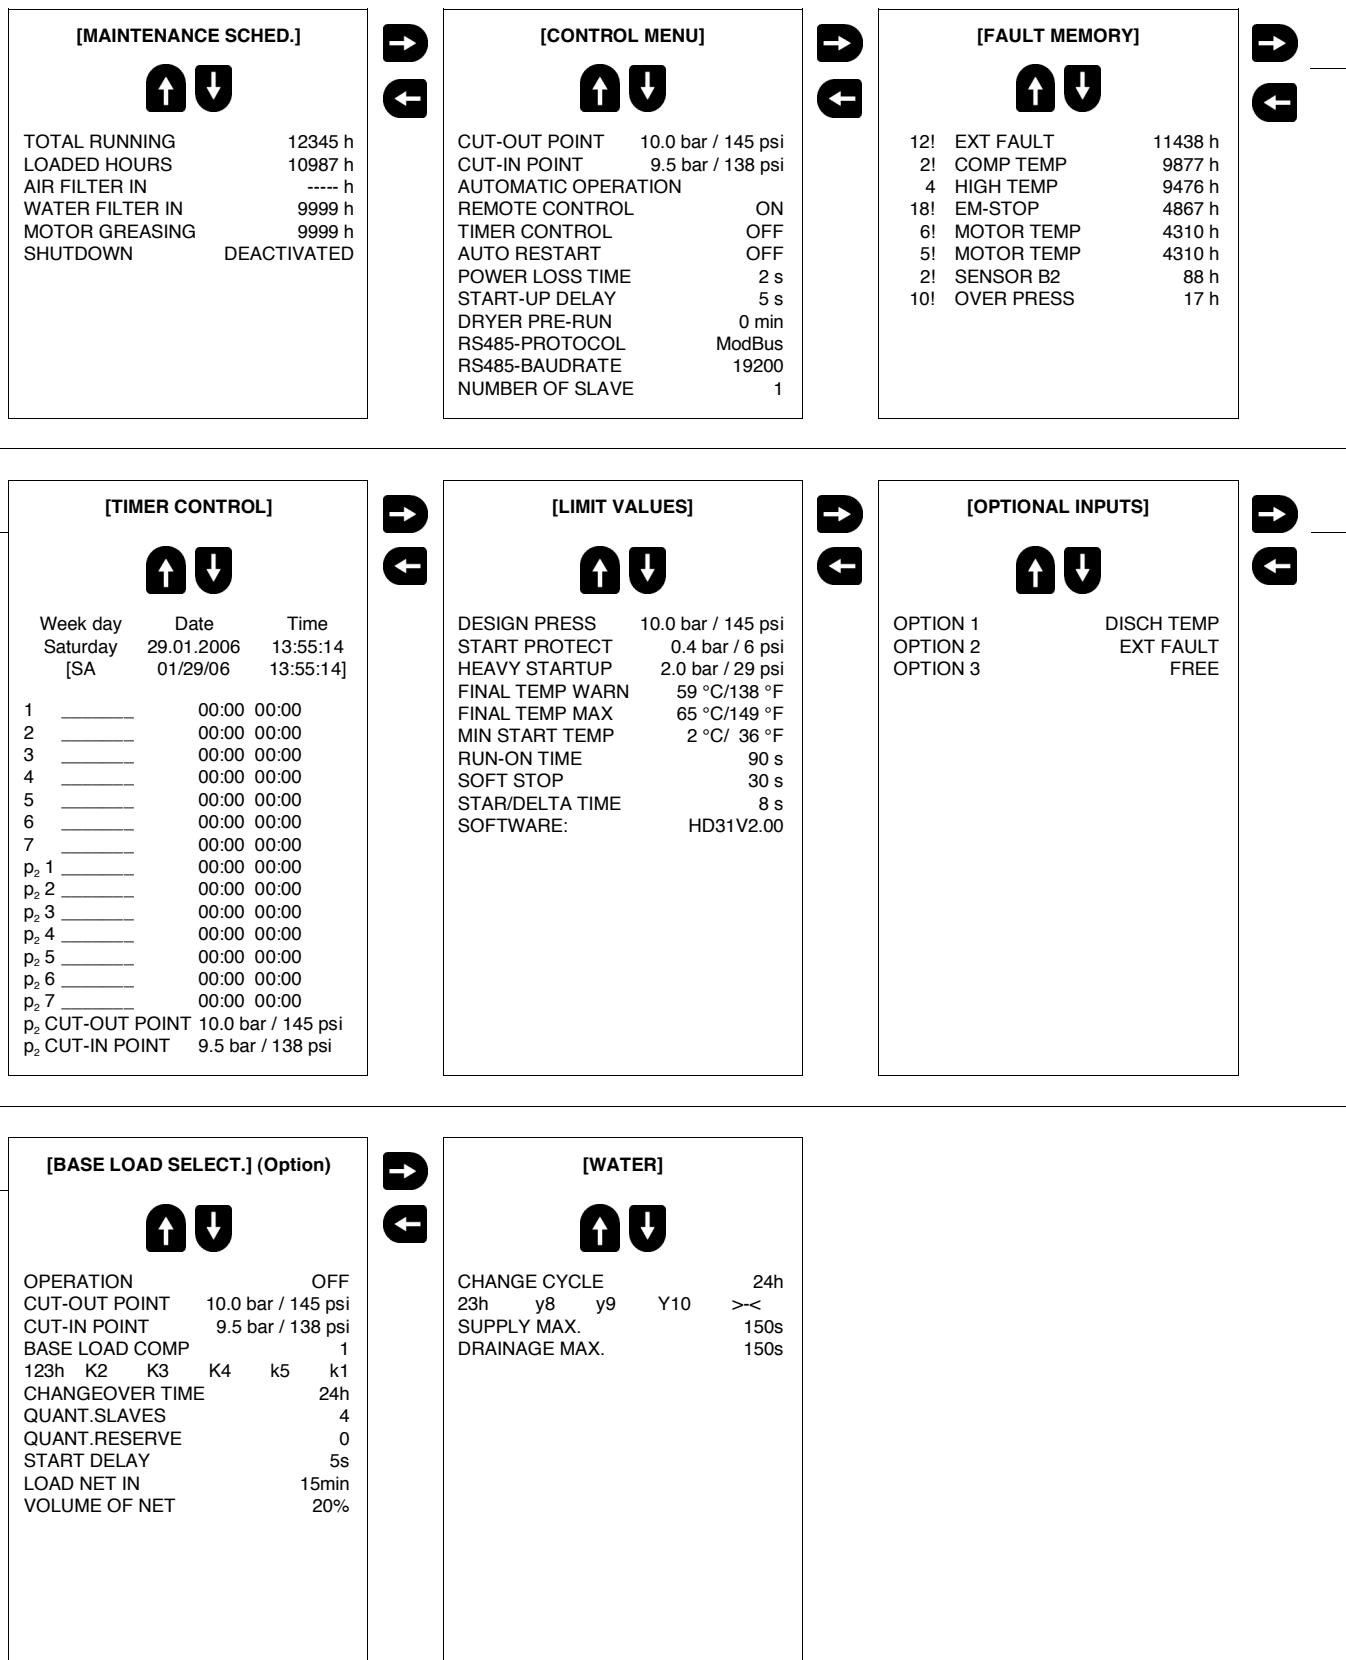 [MAINTENANCE SCHED.]
TOTAL RUNNING 12345 h
LOADED HOURS 10987 h
AIR FILTER IN ----- h
WATER FILTER IN 9999 h
MOTOR GREASING 9999 h
SHUTDOWN DEACTIVATED
[CONTROL MENU]
CUT-OUT POINT 10.0 bar / 145 psi
CUT-IN POINT 9.5 bar / 138 psi
AUTOMATIC OPERATION
REMOTE CONTROL ON
TIMER CONTROL OFF
AUTO RESTART OFF
POWER LOSS TIME 2 s
START-UP DELAY 5 s
DRYER PRE-RUN 0 min
RS485-PROTOCOL ModBus
RS485-BAUDRATE 19200
NUMBER OF SLAVE 1
[FAULT MEMORY]
12! EXT FAULT 11438 h
2! COMP TEMP 9877 h
4 HIGH TEMP 9476 h
18! EM-STOP 4867 h
6! MOTOR TEMP 4310 h
5! MOTOR TEMP 4310 h
2! SENSOR B2 88 h
10! OVER PRESS 17 h
[TIMER CONTROL]
Week day Date Time
Saturday 29.01.2006 13:55:14
[SA 01/29/06 13:55:14]
1 _______ 00:00 00:00
2 _______ 00:00 00:00
3 _______ 00:00 00:00
4 _______ 00:00 00:00
5 _______ 00:00 00:00
6 _______ 00:00 00:00
7 _______ 00:00 00:00
p₂ 1 _______ 00:00 00:00
p₂ 2 _______ 00:00 00:00
p₂ 3 _______ 00:00 00:00
p₂ 4 _______ 00:00 00:00
p₂ 5 _______ 00:00 00:00
p₂ 6 _______ 00:00 00:00
p₂ 7 _______ 00:00 00:00
p₂ CUT-OUT POINT 10.0 bar / 145 psi
p₂ CUT-IN POINT 9.5 bar / 138 psi
[LIMIT VALUES]
DESIGN PRESS 10.0 bar / 145 psi
START PROTECT 0.4 bar / 6 psi
HEAVY STARTUP 2.0 bar / 29 psi
FINAL TEMP WARN 59 °C/138 °F
FINAL TEMP MAX 65 °C/149 °F
MIN START TEMP 2 °C/ 36 °F
RUN-ON TIME 90 s
SOFT STOP 30 s
STAR/DELTA TIME 8 s
SOFTWARE: HD31V2.00
[OPTIONAL INPUTS]
OPTION 1 DISCH TEMP
OPTION 2 EXT FAULT
OPTION 3 FREE
[BASE LOAD SELECT.] (Option)
OPERATION OFF
CUT-OUT POINT 10.0 bar / 145 psi
CUT-IN POINT 9.5 bar / 138 psi
BASE LOAD COMP 1
123h K2 K3 K4 k5 k1
CHANGEOVER TIME 24h
QUANT.SLAVES 4
QUANT.RESERVE 0
START DELAY 5s
LOAD NET IN 15min
VOLUME OF NET 20%
[WATER]
CHANGE CYCLE 24h
23h y8 y9 Y10 >-<
SUPPLY MAX. 150s
DRAINAGE MAX. 150s